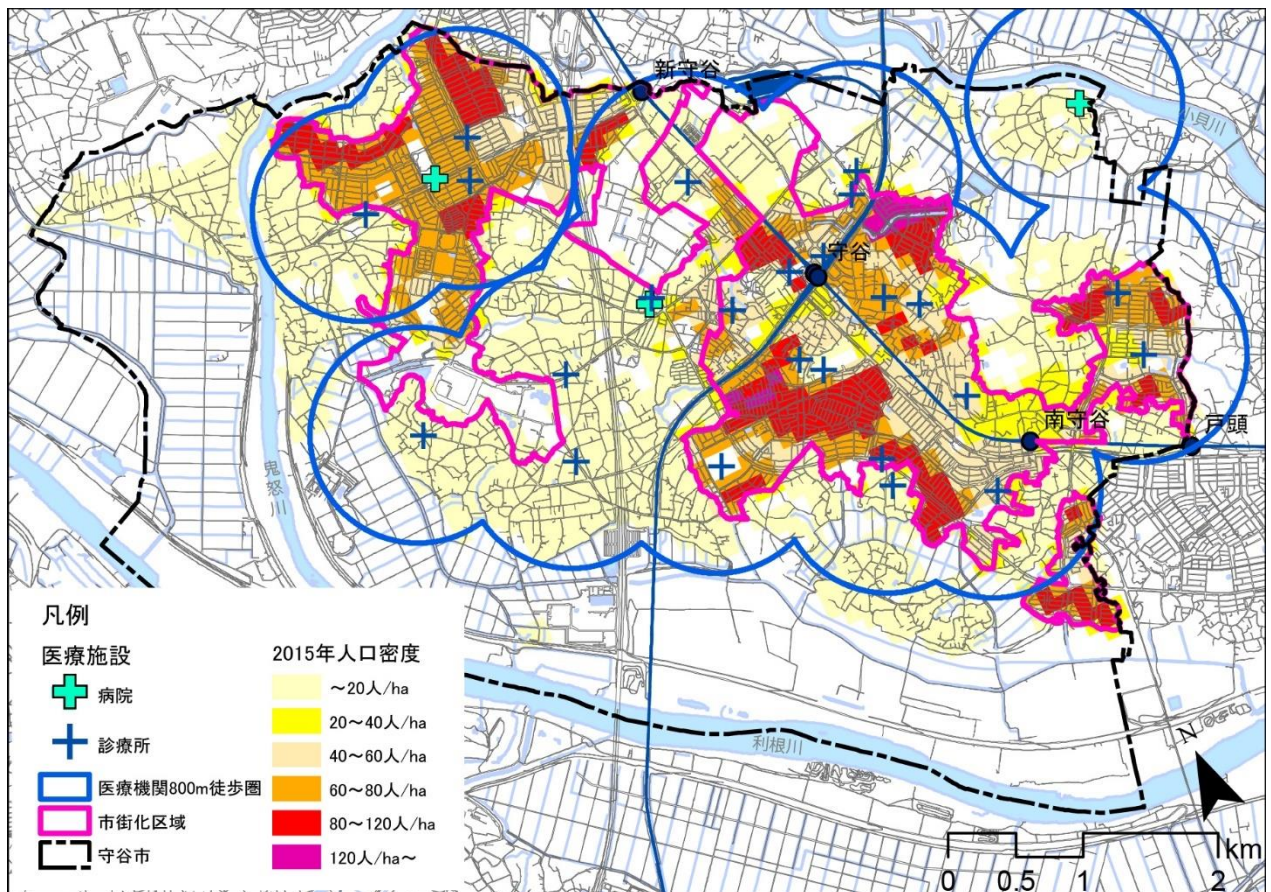 新守谷
小貝川
守谷
南守谷
戸頭
鬼怒川
利根川
N
凡例
医療施設
病院
診療所
医療機関800m徒歩圏
市街化区域
守谷市
2015年人口密度
~20人/ha
20~40人/ha
40~60人/ha
60~80人/ha
80~120人/ha
120人/ha~
0 0.5 1 2 km